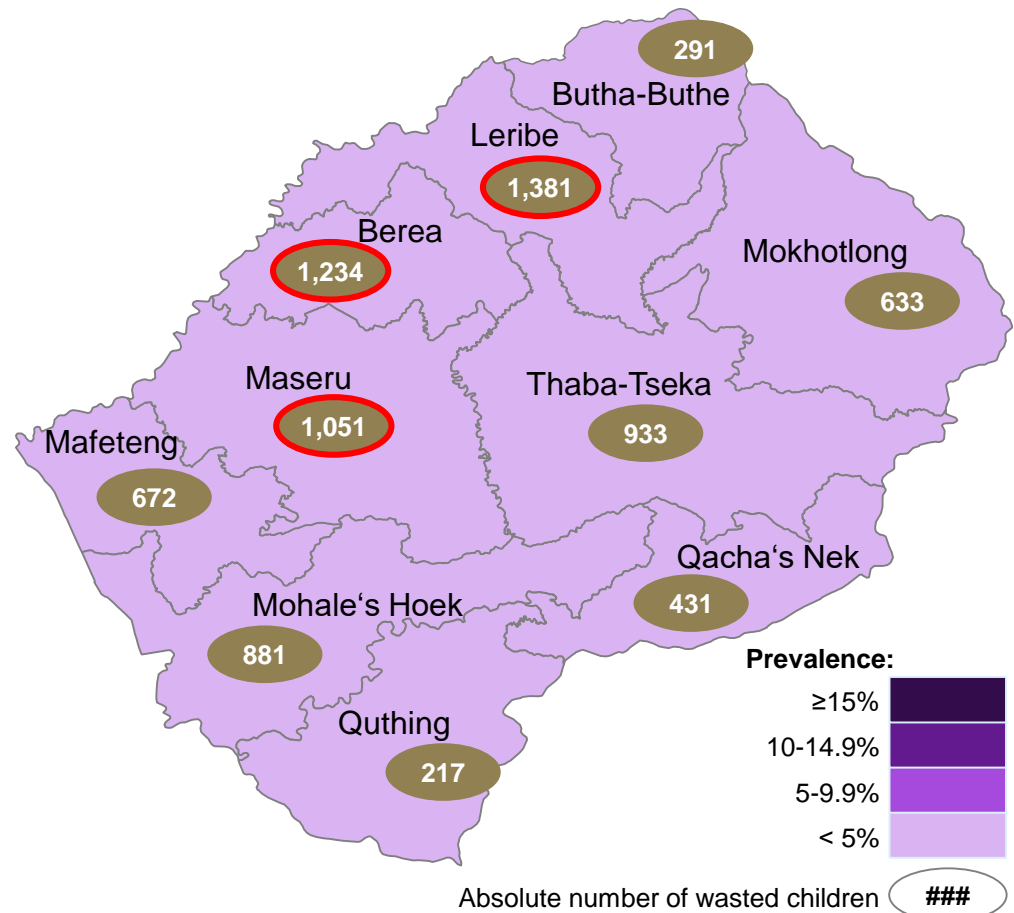 291
Butha-Buthe
Leribe
1,381
Berea
1,234
Mokhotlong
633
Maseru
1,051
Thaba-Tseka
933
Mafeteng
672
Qacha‘s Nek
431
Mohale‘s Hoek
881
Quthing
217
Prevalence:
≥15%
10-14.9%
5-9.9%
< 5%
Absolute number of wasted children ###